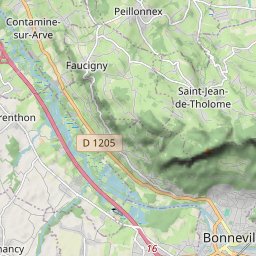 Peillonnex
Contamine-
sur-Arve
Faucigny
Saint-Jean-
de-Tholome
renthon
D 1205
Bonnevil
16
nancy